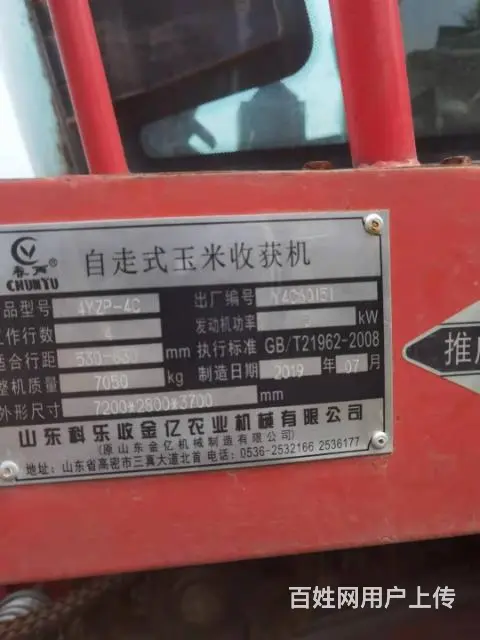 春雨®
CHUNYU
自走式玉米收获机
品型号 4YZP-4C 出厂编号 Y4C60151
工作行数 4 发动机功率 kW
适合行距 530-630 mm 执行标准 GB/T21962-2008
整机质量 7050 kg 制造日期 2019 年 07 月
外形尺寸 7200*2800*3700 mm
山东科乐收金亿农业机械有限公司
(原山东金亿机械制造有限公司)
地址:山东省高密市三真大道北首 电话:0536-2532166 2536177
推
百姓网用户上传